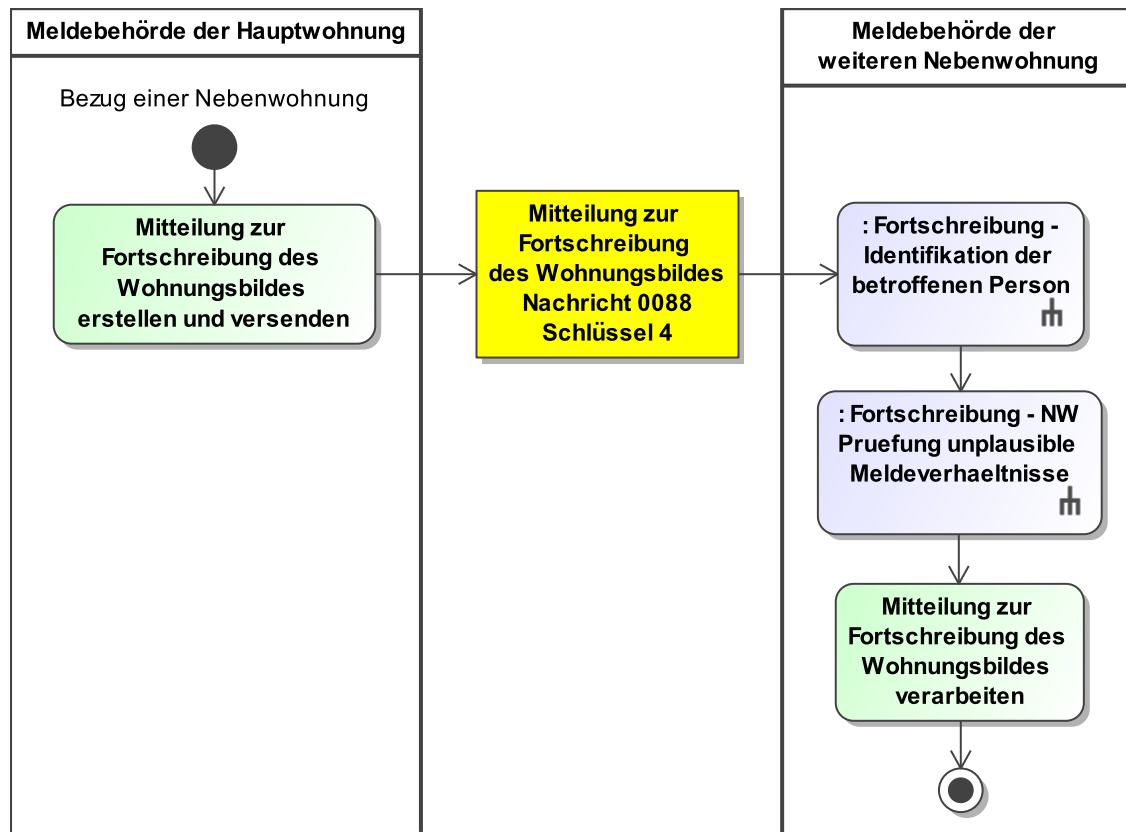 Meldebehörde der Hauptwohnung
Bezug einer Nebenwohnung
Mitteilung zur
Fortschreibung des
Wohnungsbildes
erstellen und versenden
Mitteilung zur
Fortschreibung
des Wohnungsbildes
Nachricht 0088
Schlüssel 4
Meldebehörde der
weiteren Nebenwohnung
: Fortschreibung -
Identifikation der
betroffenen Person
: Fortschreibung - NW
Pruefung unplausible
Meldeverhaeltnisse
Mitteilung zur
Fortschreibung des
Wohnungsbildes
verarbeiten